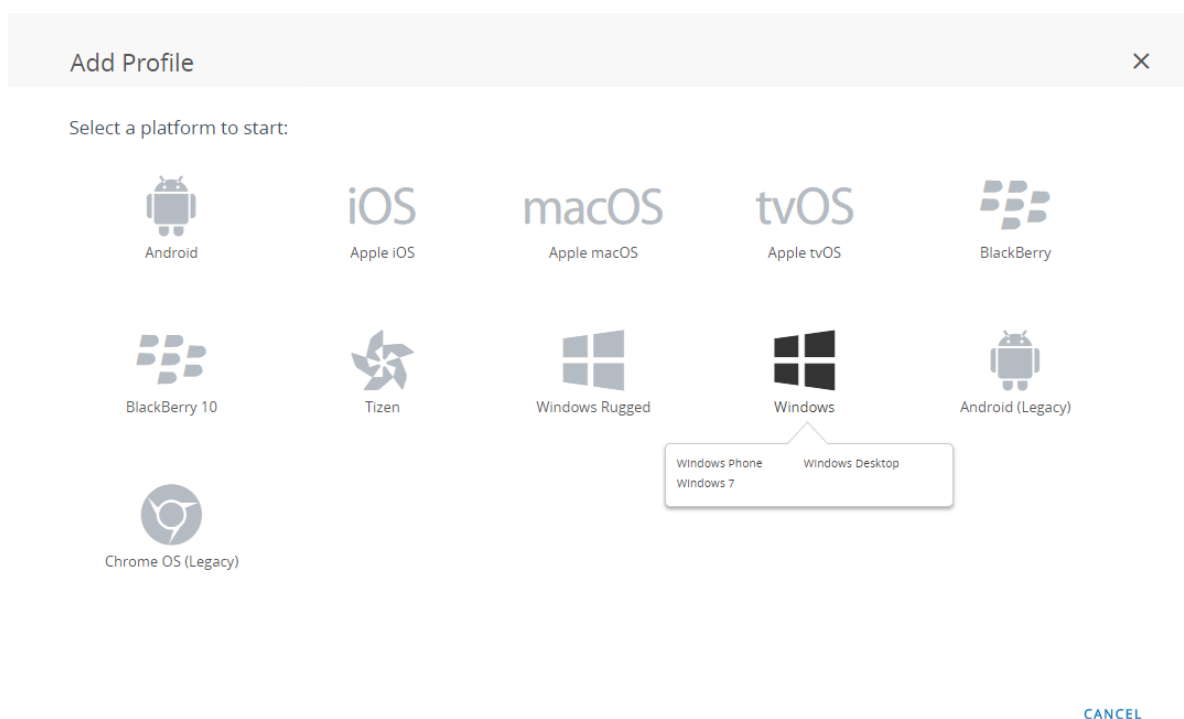 Add Profile
Select a platform to start:
iOS macOS tvOS
Android Apple iOS Apple macOS Apple tvOS BlackBerry
BlackBerry 10 Tizen Windows Rugged Windows Android (Legacy)
Windows Phone Windows Desktop
Windows 7
Chrome OS (Legacy)
CANCEL